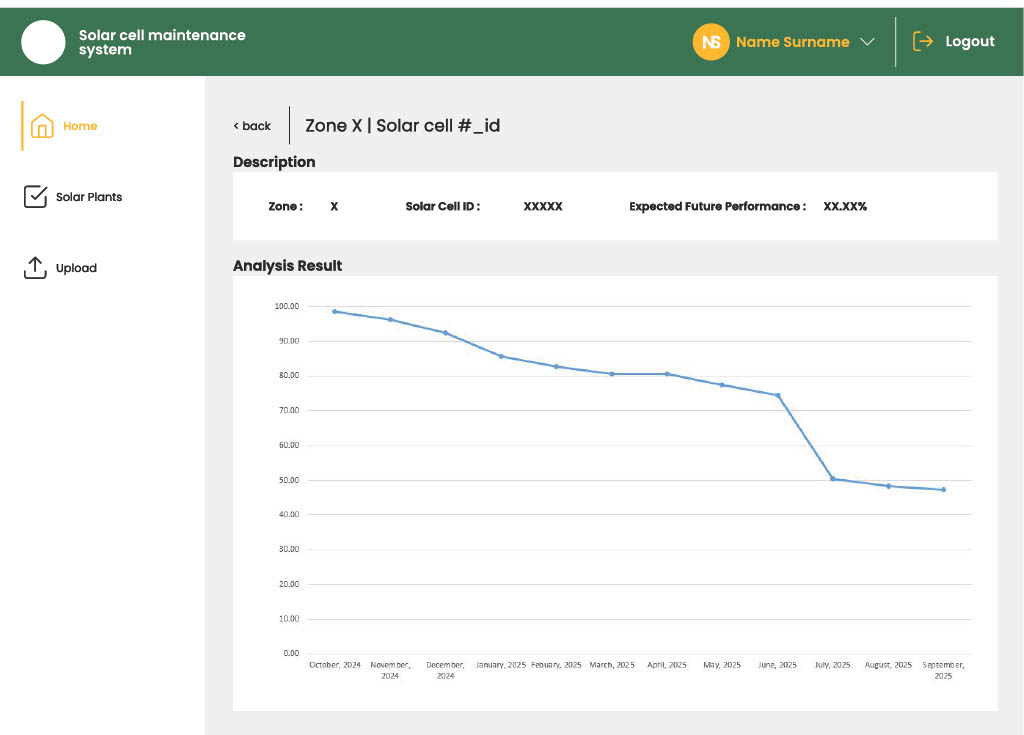 Solar cell maintenance
system
NS
Name Surname
Logout
Home
Solar Plants
Upload
< back
Zone X | Solar cell #_id
Description
Zone : X Solar Cell ID : XXXXX Expected Future Performance : XX.XX%
Analysis Result
100.00
90.00
80.00
70.00
60.00
50.00
40.00
30.00
20.00
10.00
0.00
October, 2024 November, December, January, 2025 Febuary, 2025 March, 2025 April, 2025 May, 2025 June, 2025 July, 2025 August, 2025 September,
2024 2024 2025